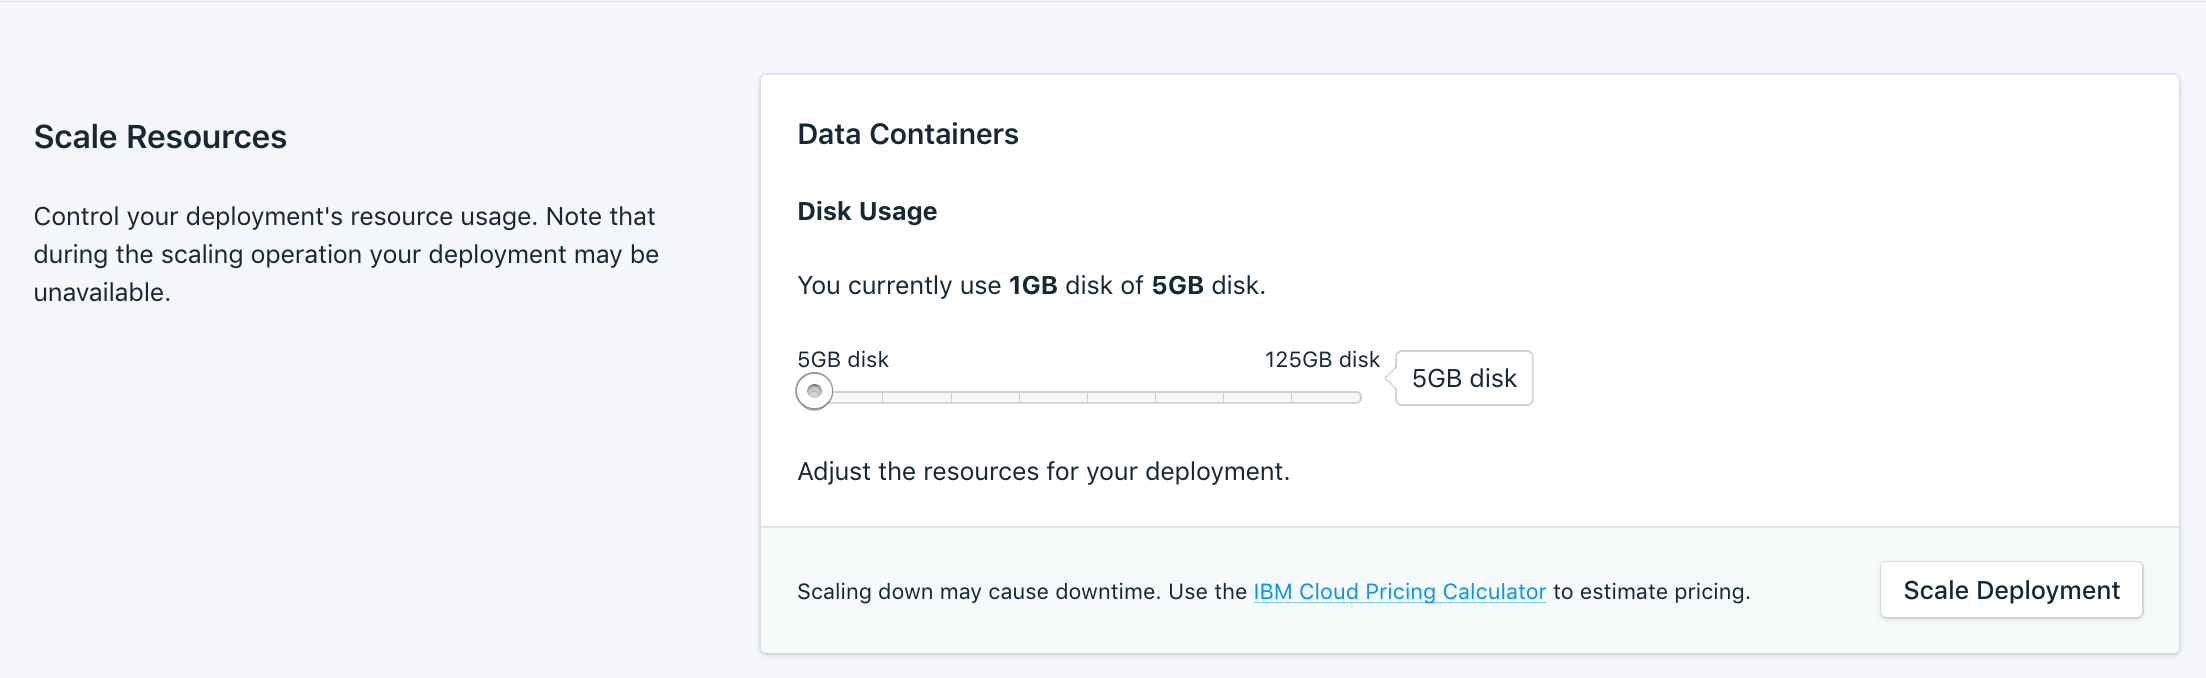 Scale Resources
Control your deployment's resource usage. Note that
during the scaling operation your deployment may be
unavailable.
Data Containers
Disk Usage
You currently use 1GB disk of 5GB disk.
5GB disk
125GB disk
5GB disk
Adjust the resources for your deployment.
Scaling down may cause downtime. Use the IBM Cloud Pricing Calculator to estimate pricing.
Scale Deployment